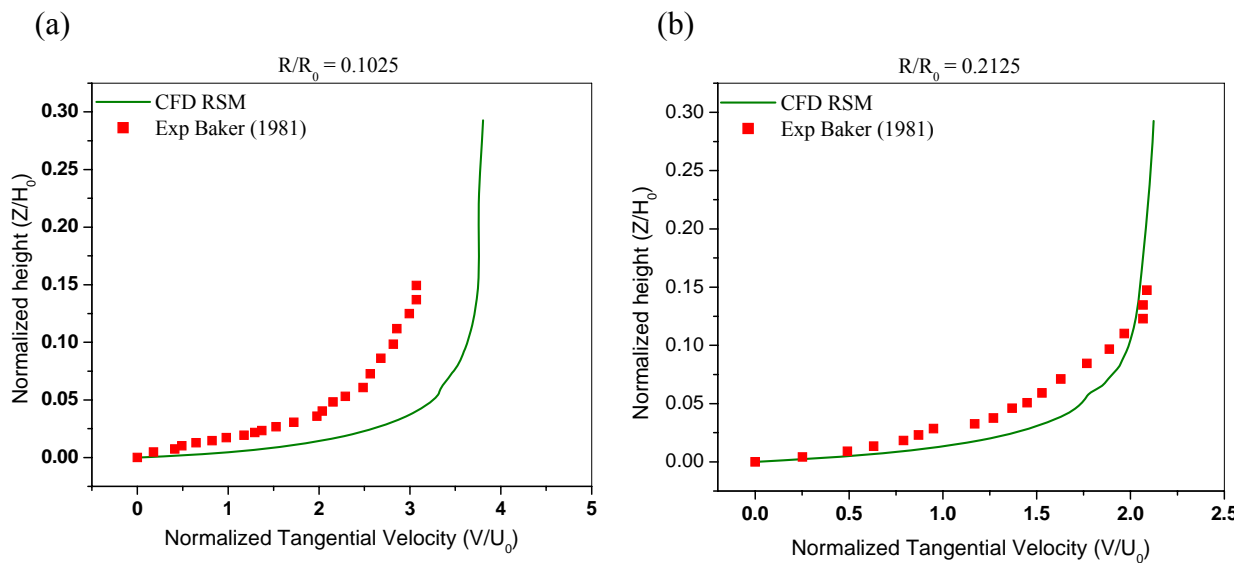 (a)
R/R0 = 0.1025
CFD RSM
Exp Baker (1981)
Normalized height (Z/H0)
0.30
0.25
0.20
0.15
0.10
0.05
0.00
0
1
2
3
4
5
Normalized Tangential Velocity (V/U0)
(b)
R/R0 = 0.2125
CFD RSM
Exp Baker (1981)
Normalized height (Z/H0)
0.30
0.25
0.20
0.15
0.10
0.05
0.00
0.0
0.5
1.0
1.5
2.0
2.5
Normalized Tangential Velocity (V/U0)